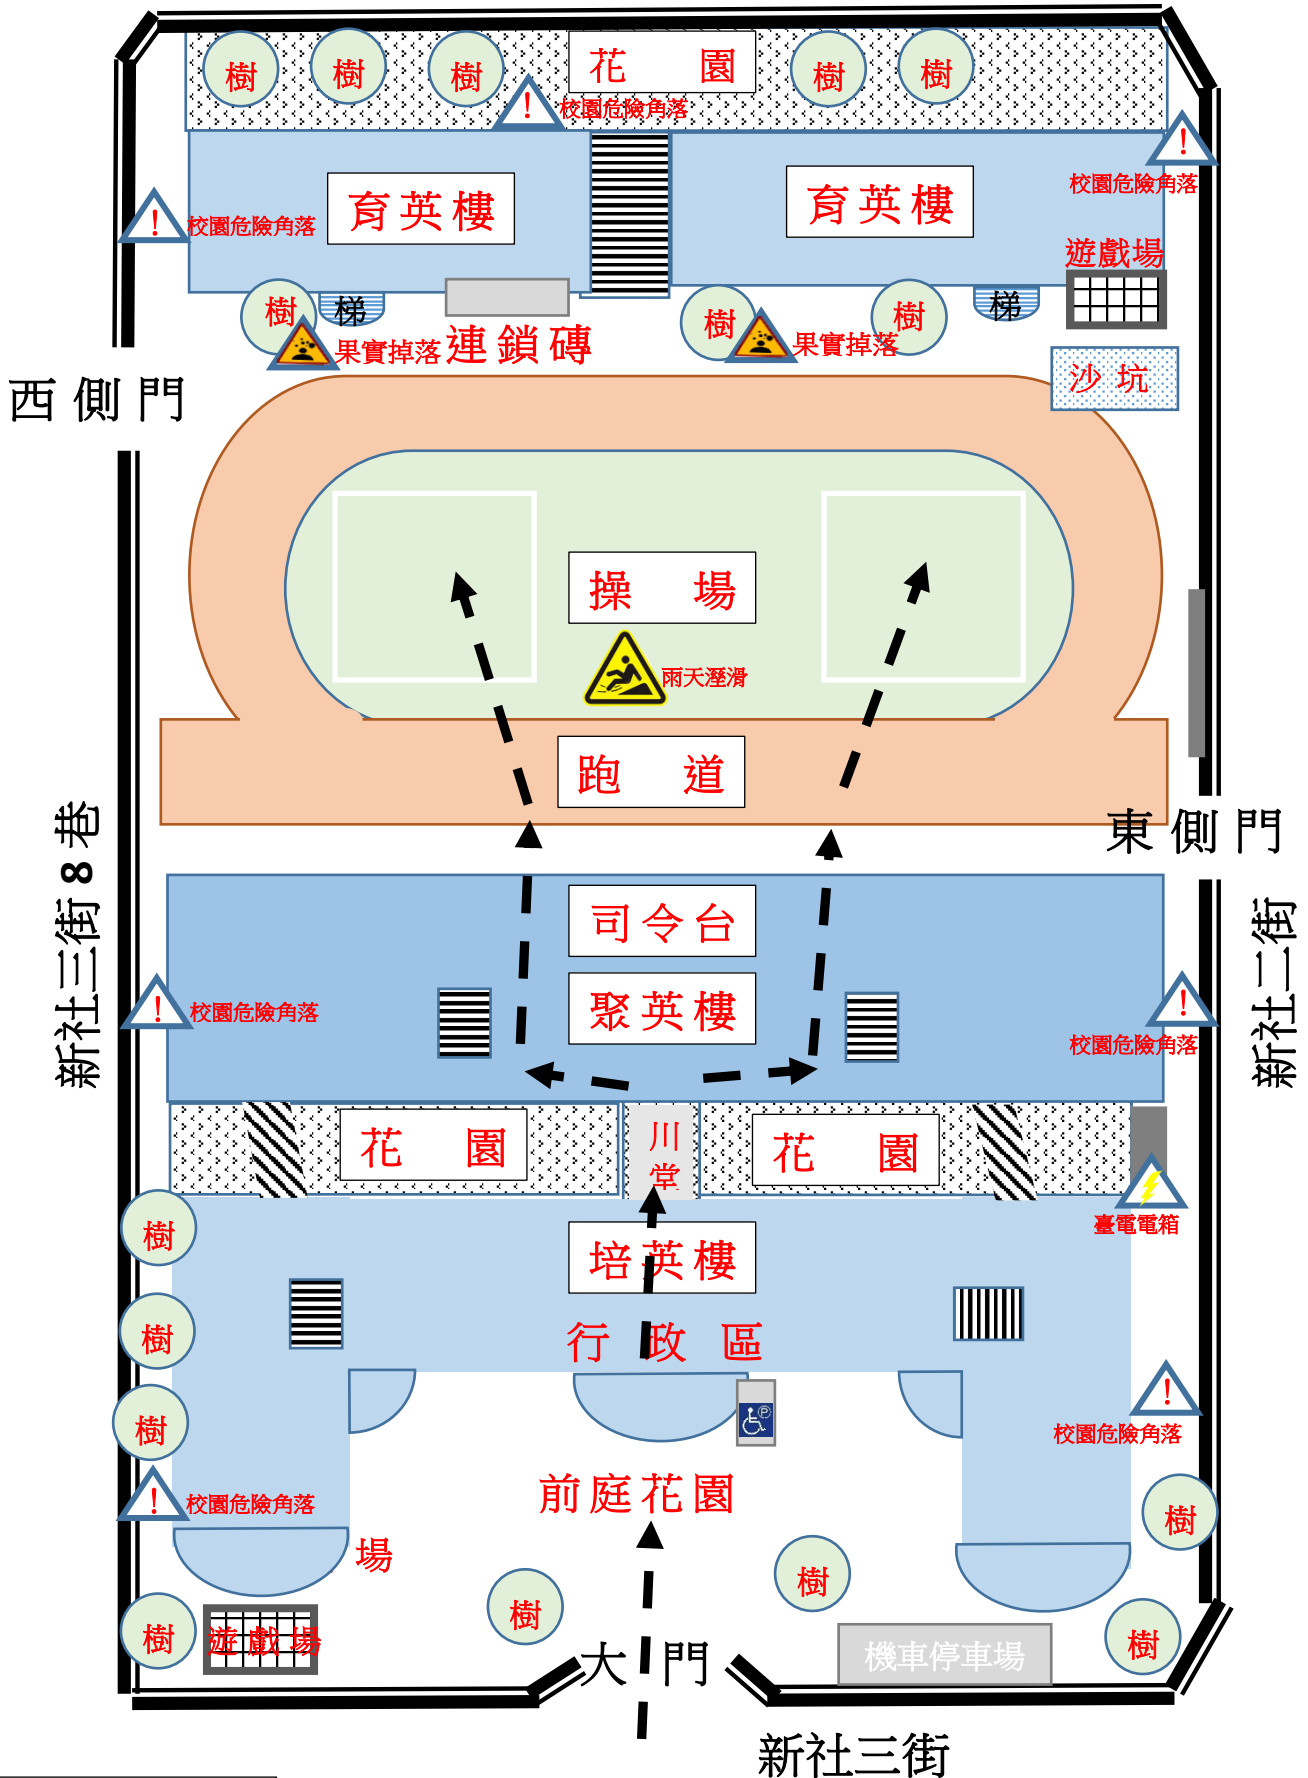 樹
樹
樹
花 園
樹
樹
校園危險角落
校園危險角落
育英樓
育英樓
校園危險角落
遊戲場
樹
梯
果實掉落
連鎖磚
樹
果實掉落
樹
梯
沙坑
西側門
操 場
雨天溼滑
跑 道
東側門
新社三街8巷
司令台
聚英樓
新社二街
校園危險角落
校園危險角落
花 園
川堂
花 園
臺電電箱
樹
培英樓
樹
行政區
樹
P
校園危險角落
校園危險角落
前庭花園
樹
場
樹
樹
樹
遊戲場
樹
大門
機車停車場
新社三街